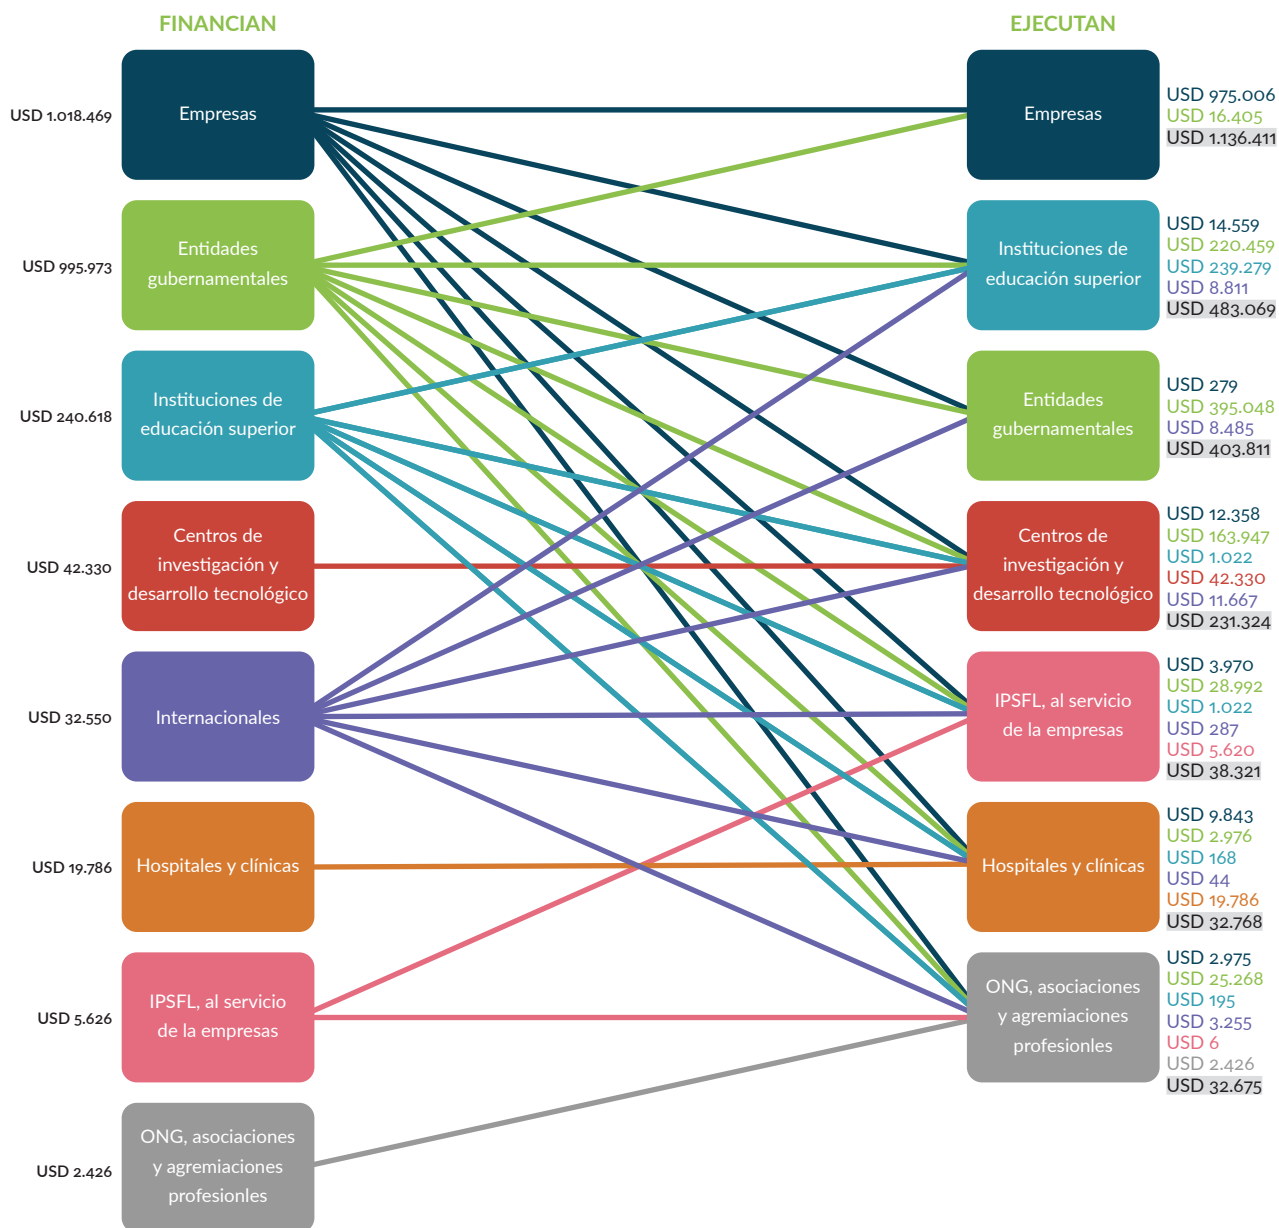 FINANCIAN
USD 1.018.469
Empresas
USD 995.973
Entidades
gubernamentales
USD 240.618
Instituciones de
educación superior
USD 42.330
Centros de
investigación y
desarrollo tecnológico
USD 32.550
Internacionales
USD 19.786
Hospitales y clínicas
USD 5.626
IPSFL, al servicio
de la empresas
USD 2.426
ONG, asociaciones
y agremiaciones
profesionles
EJECUTAN
Empresas
USD 975.006
USD 16.405
USD 1.136.411
Instituciones de
educación superior
USD 14.559
USD 220.459
USD 239.279
USD 8.811
USD 483.069
Entidades
gubernamentales
USD 279
USD 395.048
USD 8.485
USD 403.811
Centros de
investigación y
desarrollo tecnológico
USD 12.358
USD 163.947
USD 1.022
USD 42.330
USD 11.667
USD 231.324
IPSFL, al servicio
de la empresas
USD 3.970
USD 28.992
USD 1.022
USD 287
USD 5.620
USD 38.321
Hospitales y clínicas
USD 9.843
USD 2.976
USD 168
USD 44
USD 19.786
USD 32.768
ONG, asociaciones
y agremiaciones
profesionles
USD 2.975
USD 25.268
USD 195
USD 3.255
USD 6
USD 2.426
USD 32.675